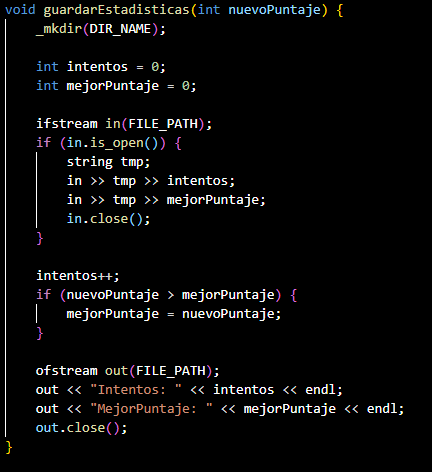 void guardarEstadisticas(int nuevoPuntaje) {
    _mkdir(DIR_NAME);

    int intentos = 0;
    int mejorPuntaje = 0;

    ifstream in(FILE_PATH);
    if (in.is_open()) {
        string tmp;
        in >> tmp >> intentos;
        in >> tmp >> mejorPuntaje;
        in.close();
    }

    intentos++;
    if (nuevoPuntaje > mejorPuntaje) {
        mejorPuntaje = nuevoPuntaje;
    }

    ofstream out(FILE_PATH);
    out << "Intentos: " << intentos << endl;
    out << "MejorPuntaje: " << mejorPuntaje << endl;
    out.close();
}